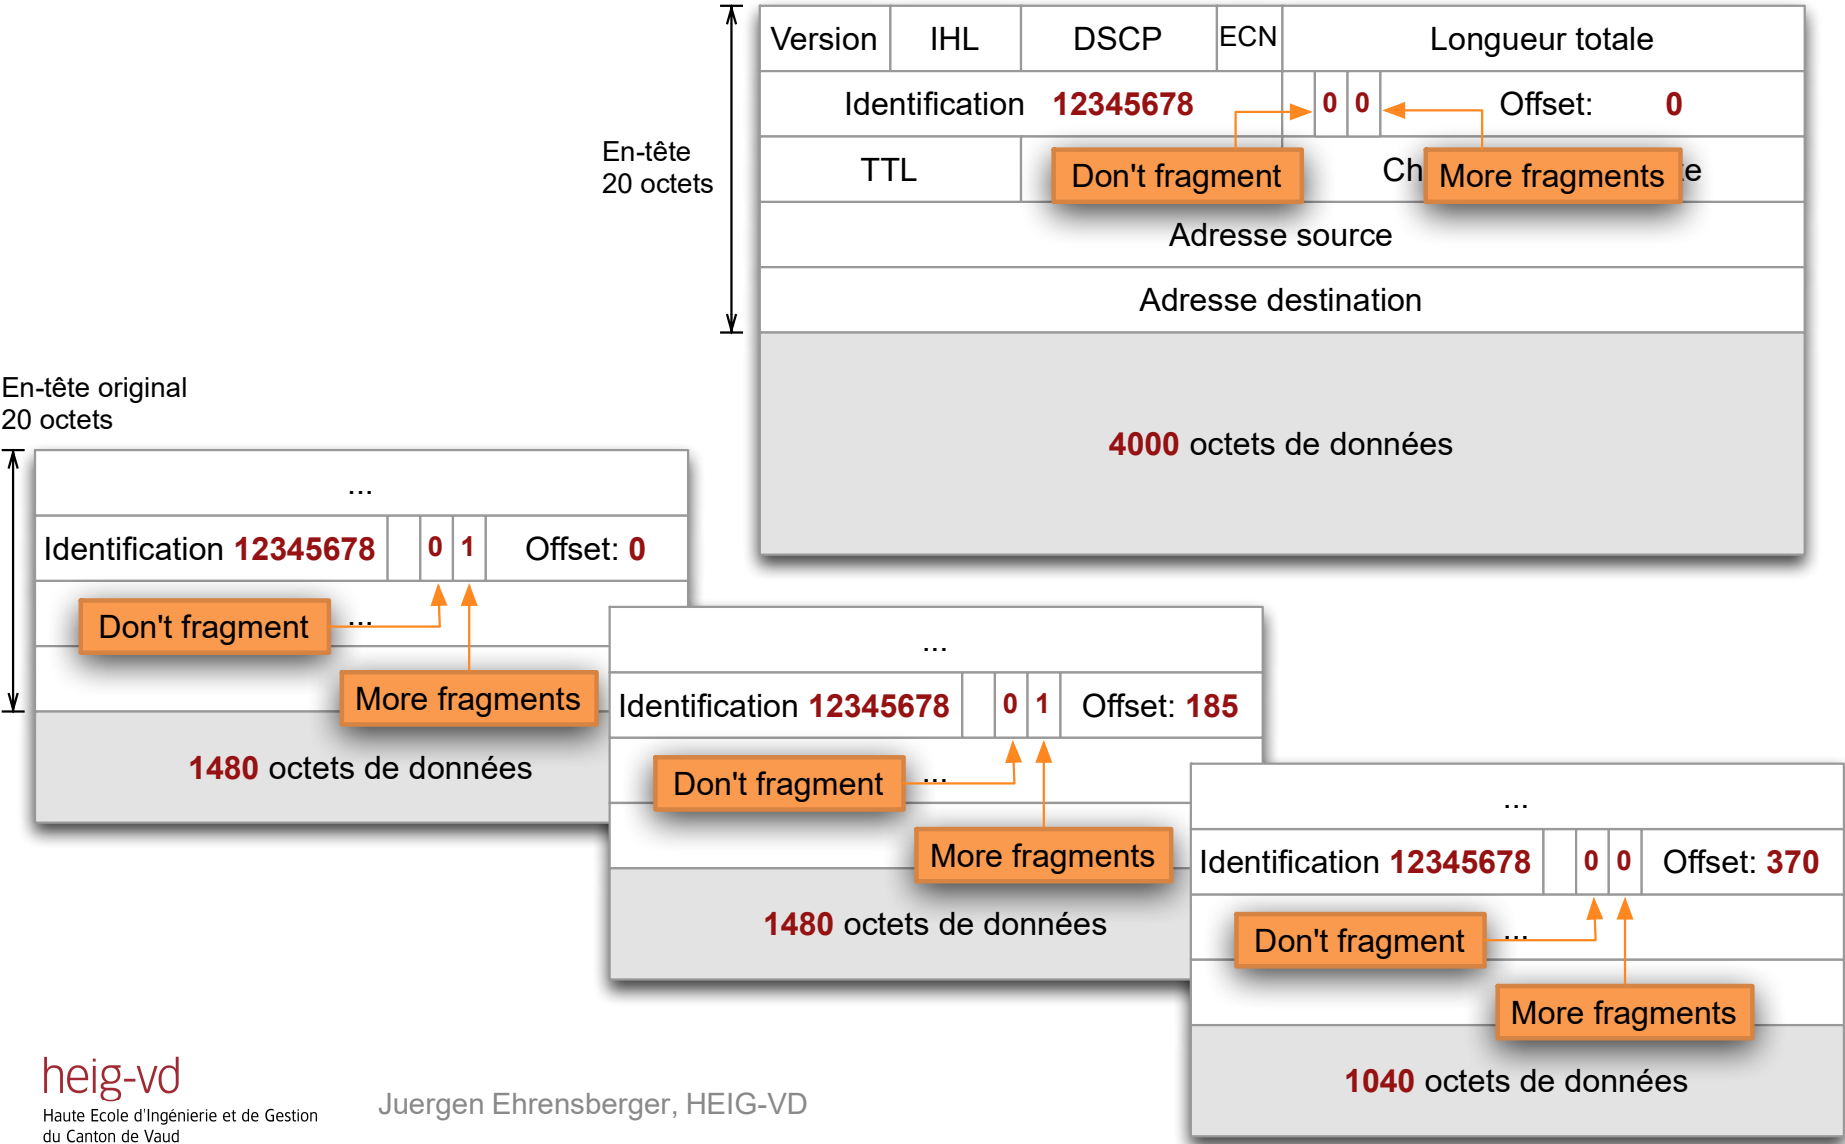 Version IHL DSCP ECN Longueur totale
Identification 12345678 0 0 Offset: 0
En-tête
20 octets
TTL Don't fragment Ch More fragments e
Adresse source
Adresse destination
4000 octets de données
En-tête original
20 octets
...
Identification 12345678 0 1 Offset: 0
Don't fragment ...
More fragments
1480 octets de données
...
Identification 12345678 0 1 Offset: 185
Don't fragment ...
More fragments
1480 octets de données
...
Identification 12345678 0 0 Offset: 370
Don't fragment ...
More fragments
1040 octets de données
heig-vd
Haute Ecole d'Ingénierie et de Gestion
du Canton de Vaud
Juergen Ehrensberger, HEIG-VD